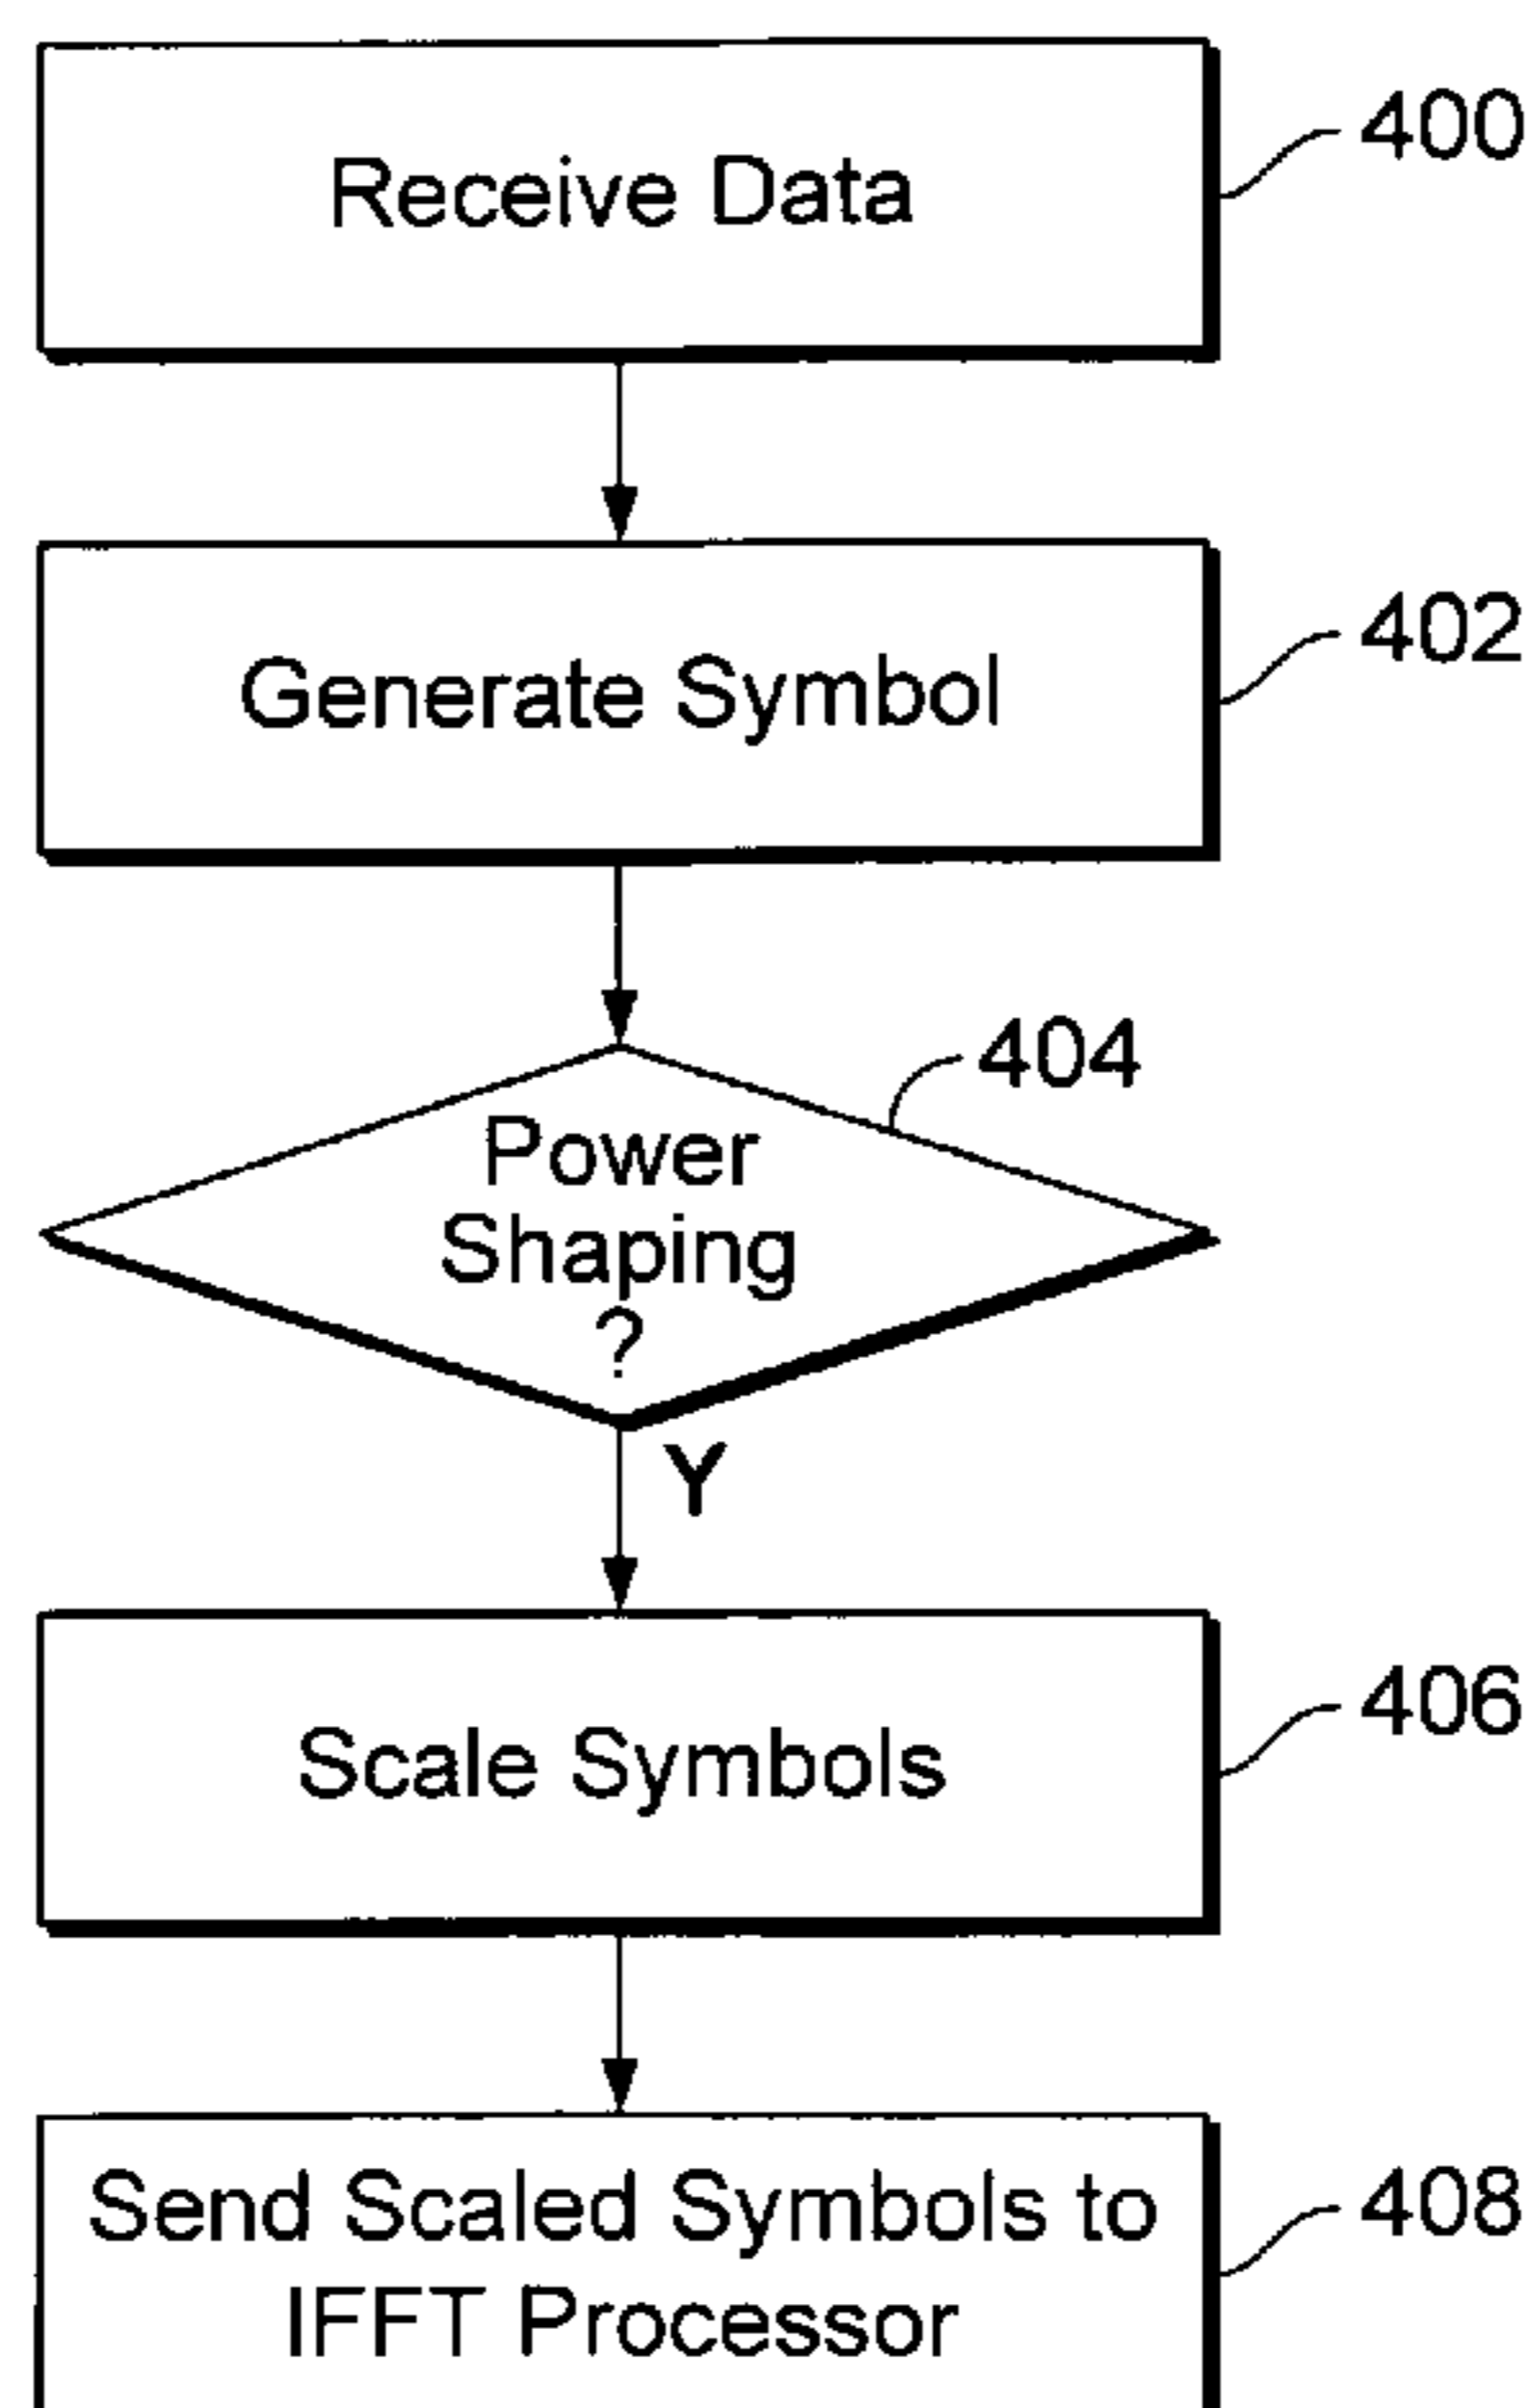 Receive Data
400
Generate Symbol
402
404
Power
Shaping
?
Y
Scale Symbols
406
Send Scaled Symbols to
IFFT Processor
408